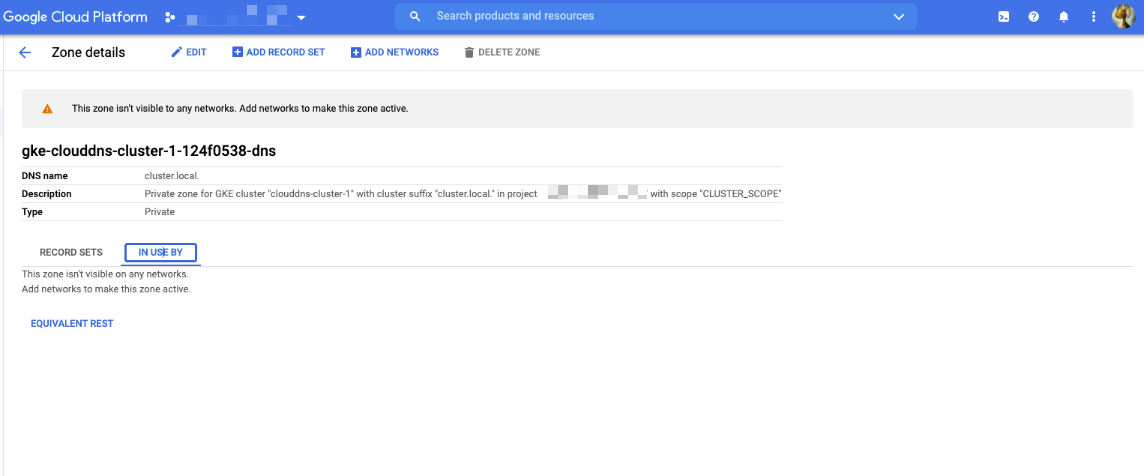 Google Cloud Platform
Search products and resources
Zone details EDIT ADD RECORD SET ADD NETWORKS DELETE ZONE
This zone isn't visible to any networks. Add networks to make this zone active.
gke-clouddns-cluster-1-124f0538-dns
DNS name cluster.local.
Description Private zone for GKE cluster "clouddns-cluster-1" with cluster suffix "cluster.local." in project ' with scope "CLUSTER_SCOPE"
Type Private
RECORD SETS IN USE BY
This zone isn't visible on any networks.
Add networks to make this zone active.
EQUIVALENT REST